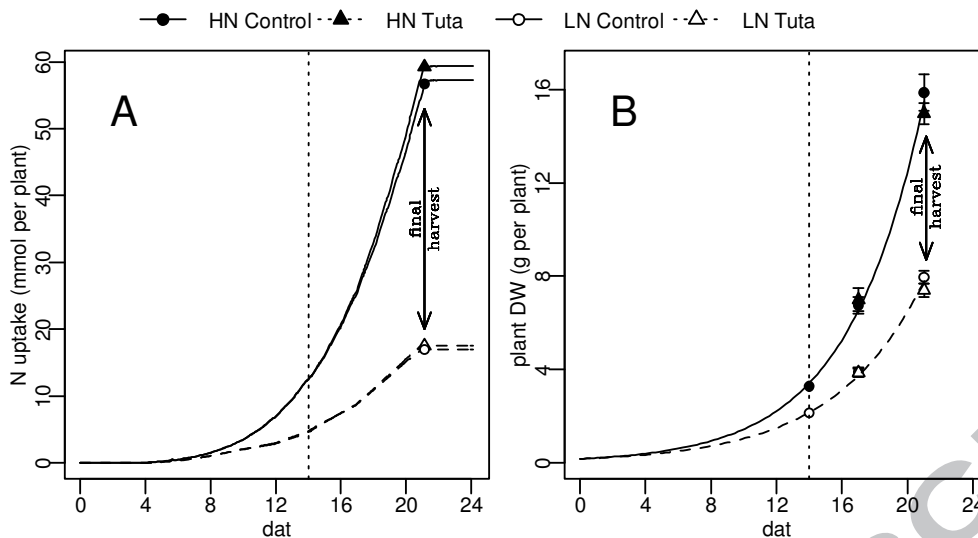 HN Control HN Tuta LN Control LN Tuta
A
N uptake (mmol per plant)
0 10 20 30 40 50 60
final
harvest
0 4 8 12 16 20 24
dat
B
plant DW (g per plant)
0 4 8 12 16
final
harvest
0 4 8 12 16 20 24
dat